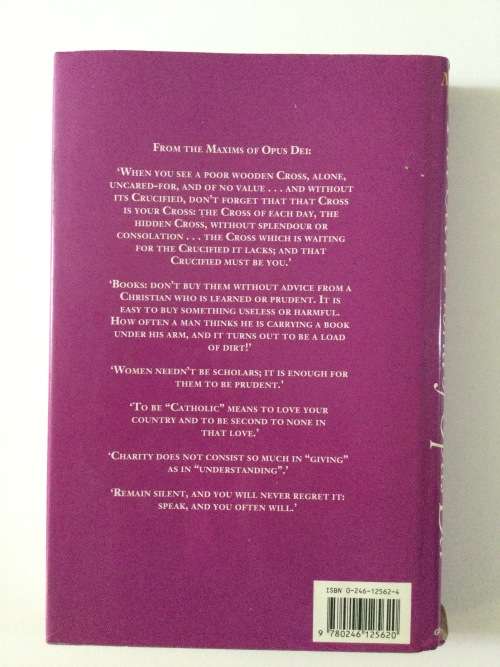 From the Maxims of Opus Dei:
‘When you see a poor wooden Cross, alone,
uncared-for, and of no value . . . and without
its Crucified, don't forget that that Cross
is your Cross: the Cross of each day, the
hidden Cross, without splendour or
consolation . . . the Cross which is waiting
for the Crucified it lacks; and that
Crucified must be you.’
‘Books: don't buy them without advice from a
Christian who is learned or prudent. It is
easy to buy something useless or harmful.
How often a man thinks he is carrying a book
under his arm, and it turns out to be a load
of dirt!’
‘Women needn't be scholars; it is enough for
them to be prudent.’
‘To be “Catholic” means to love your
country and to be second to none in
that love.’
‘Charity does not consist so much in “giving”
as in “understanding”.’
‘Remain silent, and you will never regret it:
speak, and you often will.’
ISBN 0-246-12562-4
9 780246 125620